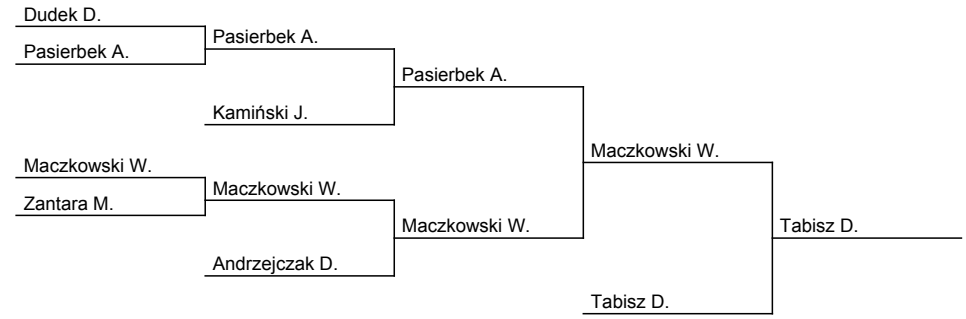 Dudek D.
Pasierbek A.
Pasierbek A.
Pasierbek A.
Kamiński J.
Maczkowski W.
Maczkowski W.
Maczkowski W.
Zantara M.
Maczkowski W.
Tabisz D.
Andrzejczak D.
Tabisz D.